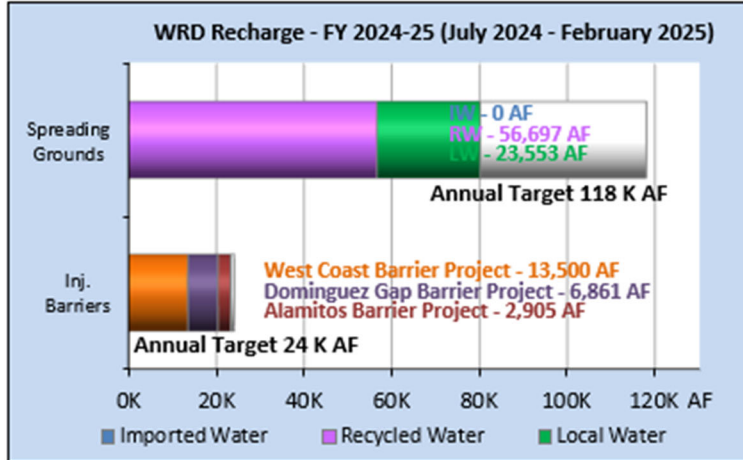 WRD Recharge - FY 2024-25 (July 2024 - February 2025)
Spreading
Grounds
IW - 0 AF
RW - 56,697 AF
LW - 23,553 AF
Annual Target 118 K AF
Inj.
Barriers
West Coast Barrier Project - 13,500 AF
Dominguez Gap Barrier Project - 6,861 AF
Alamitos Barrier Project - 2,905 AF
Annual Target 24 K AF
0K 20K 40K 60K 80K 100K 120K AF
Imported Water Recycled Water Local Water